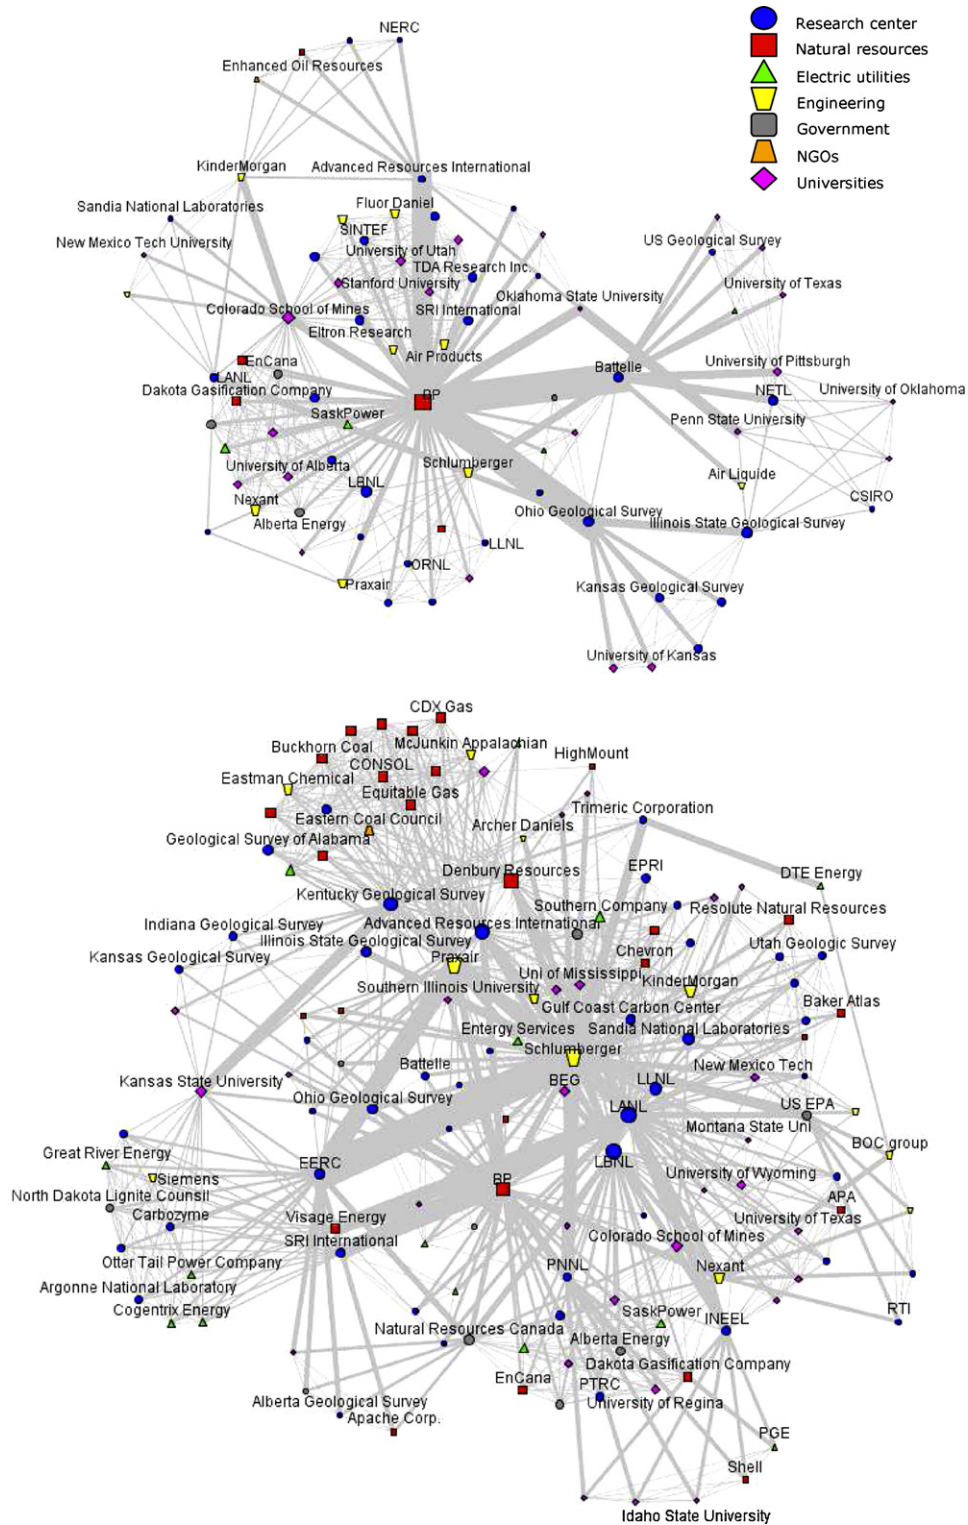 Research center
Natural resources
Electric utilities
Engineering
Government
NGOs
Universities
NERC
Enhanced Oil Resources
KinderMorgan
Advanced Resources International
Sandia National Laboratories
Fluor Daniel
New Mexico Tech University
SINTEF
University of Utah
US Geological Survey
TDA Research Inc.
Stanford University
University of Texas
Oklahoma State University
Colorado School of Mines
SRI International
Eltron Research
Air Products
EnCana
Battelle
University of Pittsburgh
LANL
Dakota Gasification Company
BP
NETL
University of Oklahoma
SaskPower
Penn State University
University of Alberta
Schlumberger
Air Liquide
LBNL
Nexant
CSIRO
Alberta Energy
Ohio Geological Survey
Illinois State Geological Survey
LLNL
ORNL
Praxair
Kansas Geological Survey
University of Kansas
CDX Gas
Buckhorn Coal
McJunkin Appalachian
HighMount
CONSOL
Eastman Chemical
Equitable Gas
Trimeric Corporation
Eastern Coal Council
Archer Daniels
Geological Survey of Alabama
Denbury Resources
EPRI
DTE Energy
Kentucky Geological Survey
Southern Company
Resolute Natural Resources
Indiana Geological Survey
Advanced Resources International
Illinois State Geological Survey
Chevron
Utah Geologic Survey
Kansas Geological Survey
Praxair
Uni of Mississippi
KinderMorgan
Southern Illinois University
Gulf Coast Carbon Center
Baker Atlas
Entergy Services
Sandia National Laboratories
Schlumberger
Battelle
New Mexico Tech
Kansas State University
BEG
LLNL
Ohio Geological Survey
LANL
US EPA
Montana State Uni
BOC group
Great River Energy
EERC
LBNL
Siemens
BP
University of Wyoming
North Dakota Lignite Counsil
APA
Carbozyme
Visage Energy
University of Texas
SRI International
Colorado School of Mines
Otter Tail Power Company
PNNL
Nexant
Argonne National Laboratory
Cogentrix Energy
SaskPower
RTI
INEEL
Natural Resources Canada
Alberta Energy
Dakota Gasification Company
EnCana
PTRC
Alberta Geological Survey
University of Regina
Apache Corp.
PGE
Shell
Idaho State University